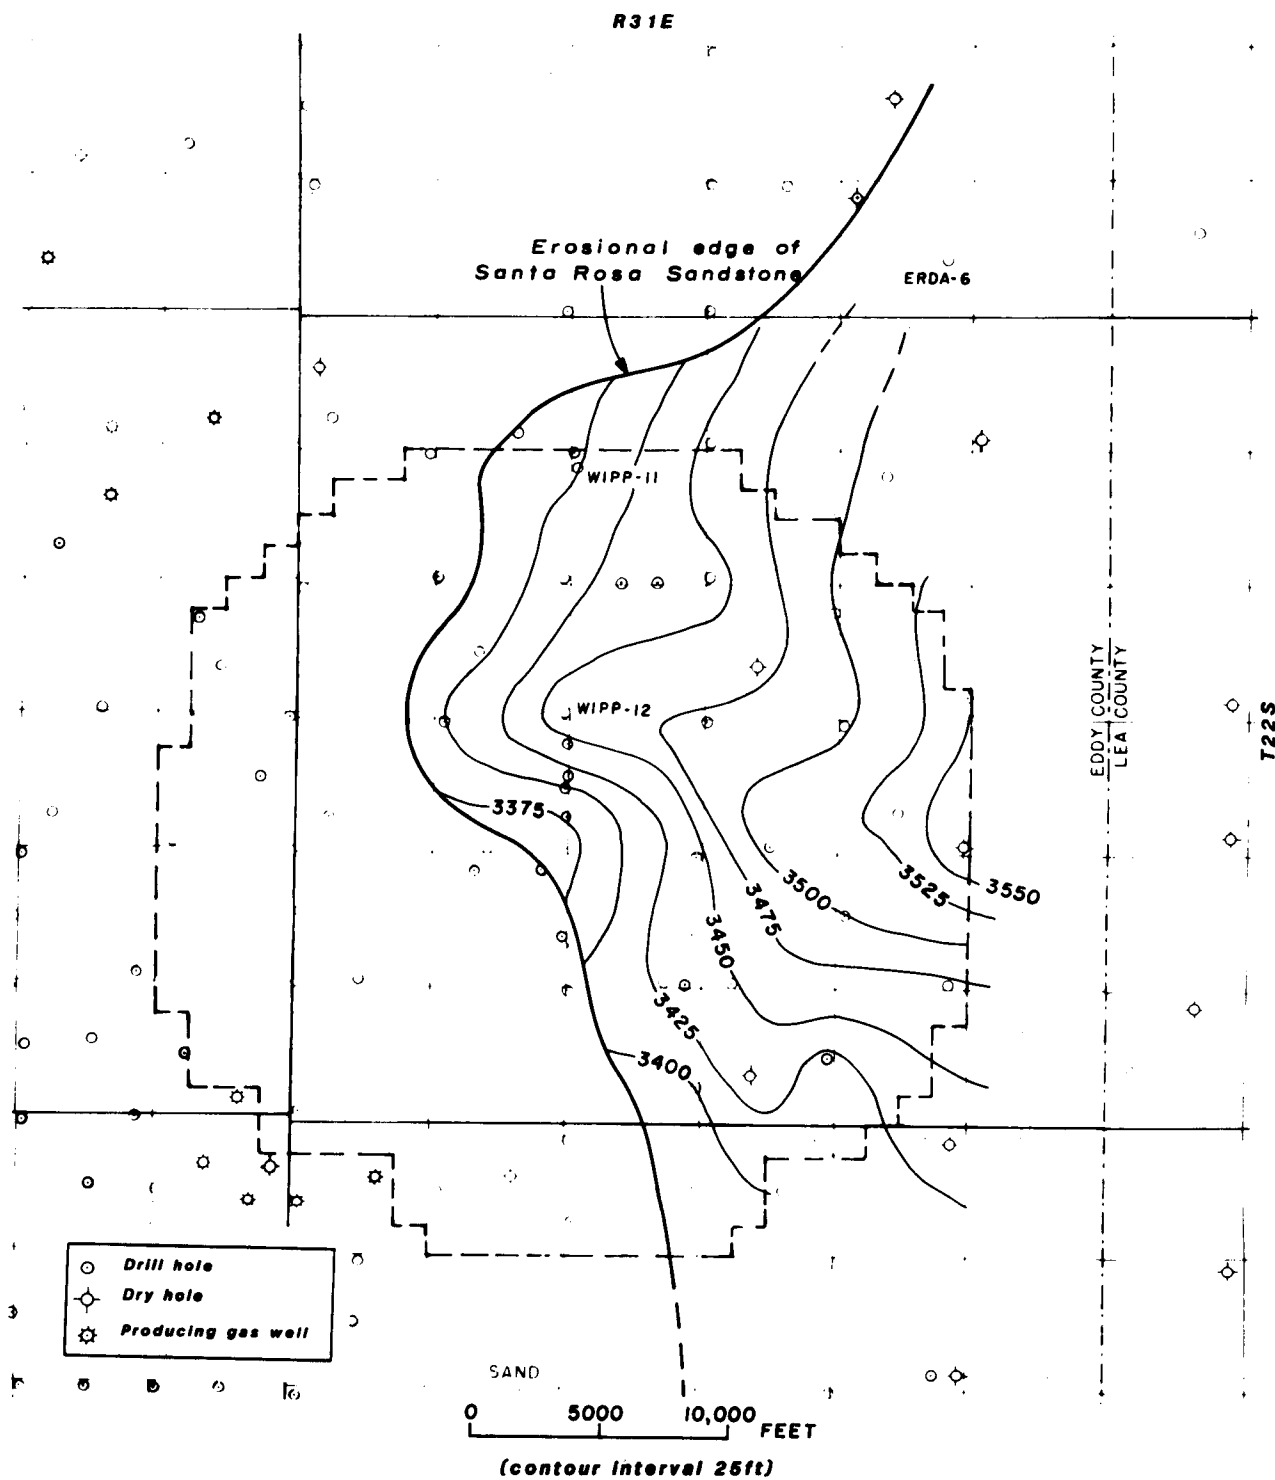 R31E
Erosional edge of
Santa Rosa Sandstone
ERDA-6
WIPP-11
WIPP-12
EDDY COUNTY
LEA COUNTY
T22S
3375
3550
3525
3500
3475
3450
3425
3400
Drill hole
Dry hole
Producing gas well
SAND
0 5000 10,000 FEET
(contour interval 25ft)